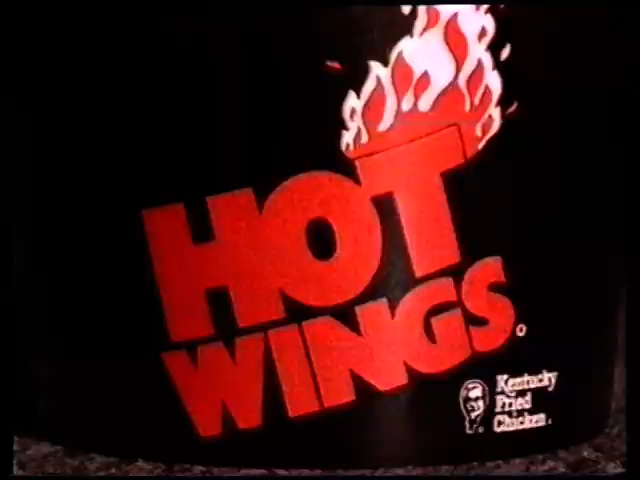 HOT
WINGS
Kentucky
Fried
Chicken.